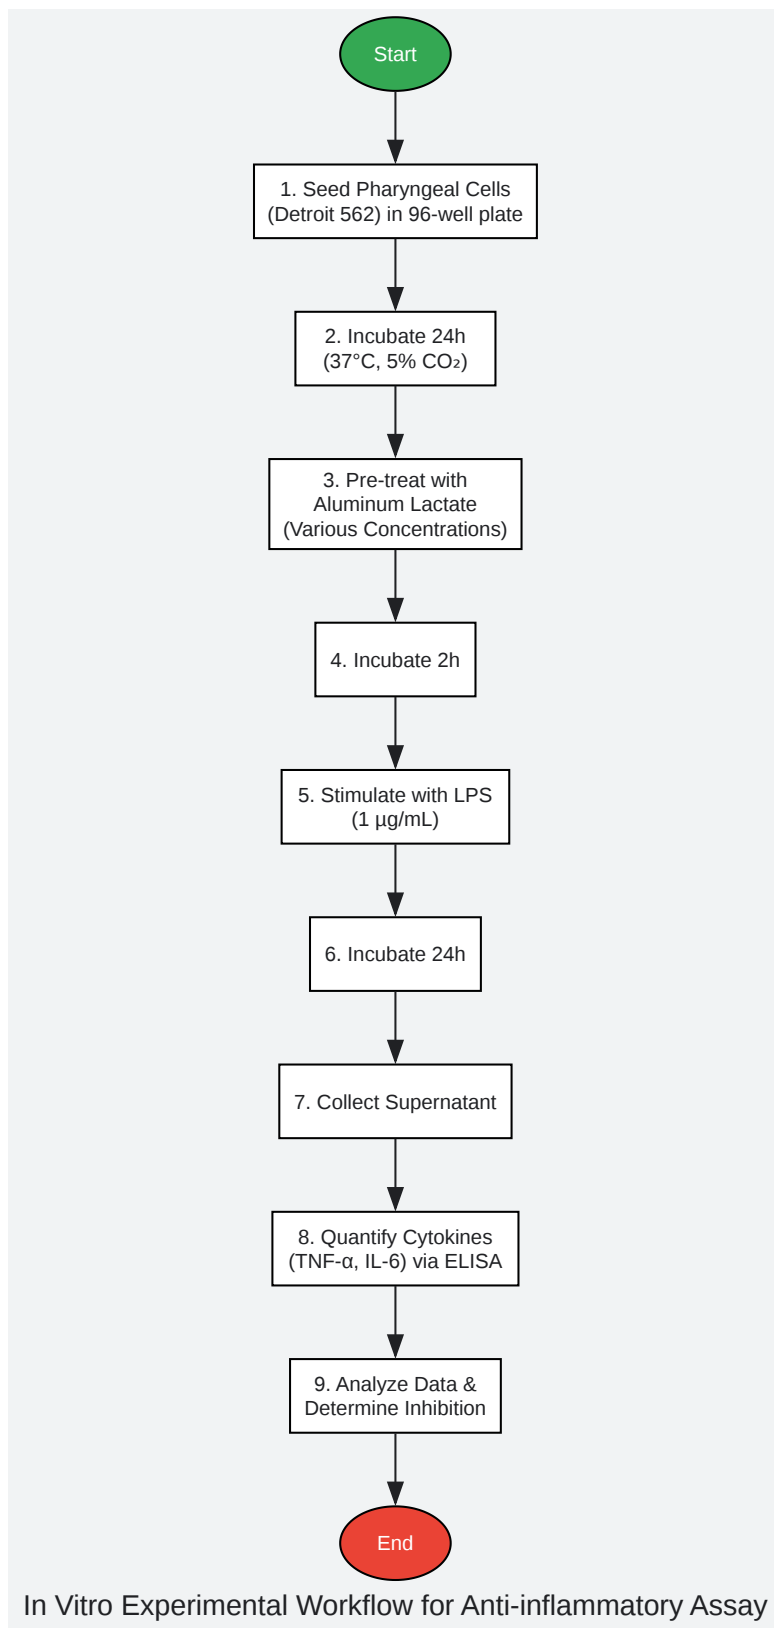 Start
1. Seed Pharyngeal Cells
(Detroit 562) in 96-well plate
2. Incubate 24h
(37°C, 5% CO₂)
3. Pre-treat with
Aluminum Lactate
(Various Concentrations)
4. Incubate 2h
5. Stimulate with LPS
(1 µg/mL)
6. Incubate 24h
7. Collect Supernatant
8. Quantify Cytokines
(TNF-α, IL-6) via ELISA
9. Analyze Data &
Determine Inhibition
End
In Vitro Experimental Workflow for Anti-inflammatory Assay